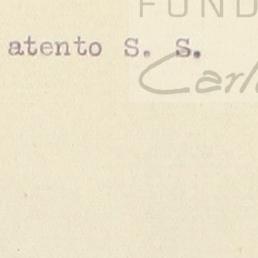 FUND
atento S. S.
Carl